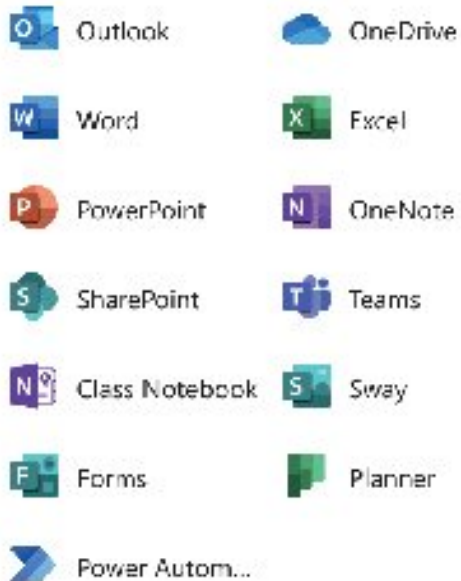 Outlook OneDrive
Word Excel
PowerPoint OneNote
SharePoint Teams
Class Notebook Sway
Forms Planner
Power Autom...